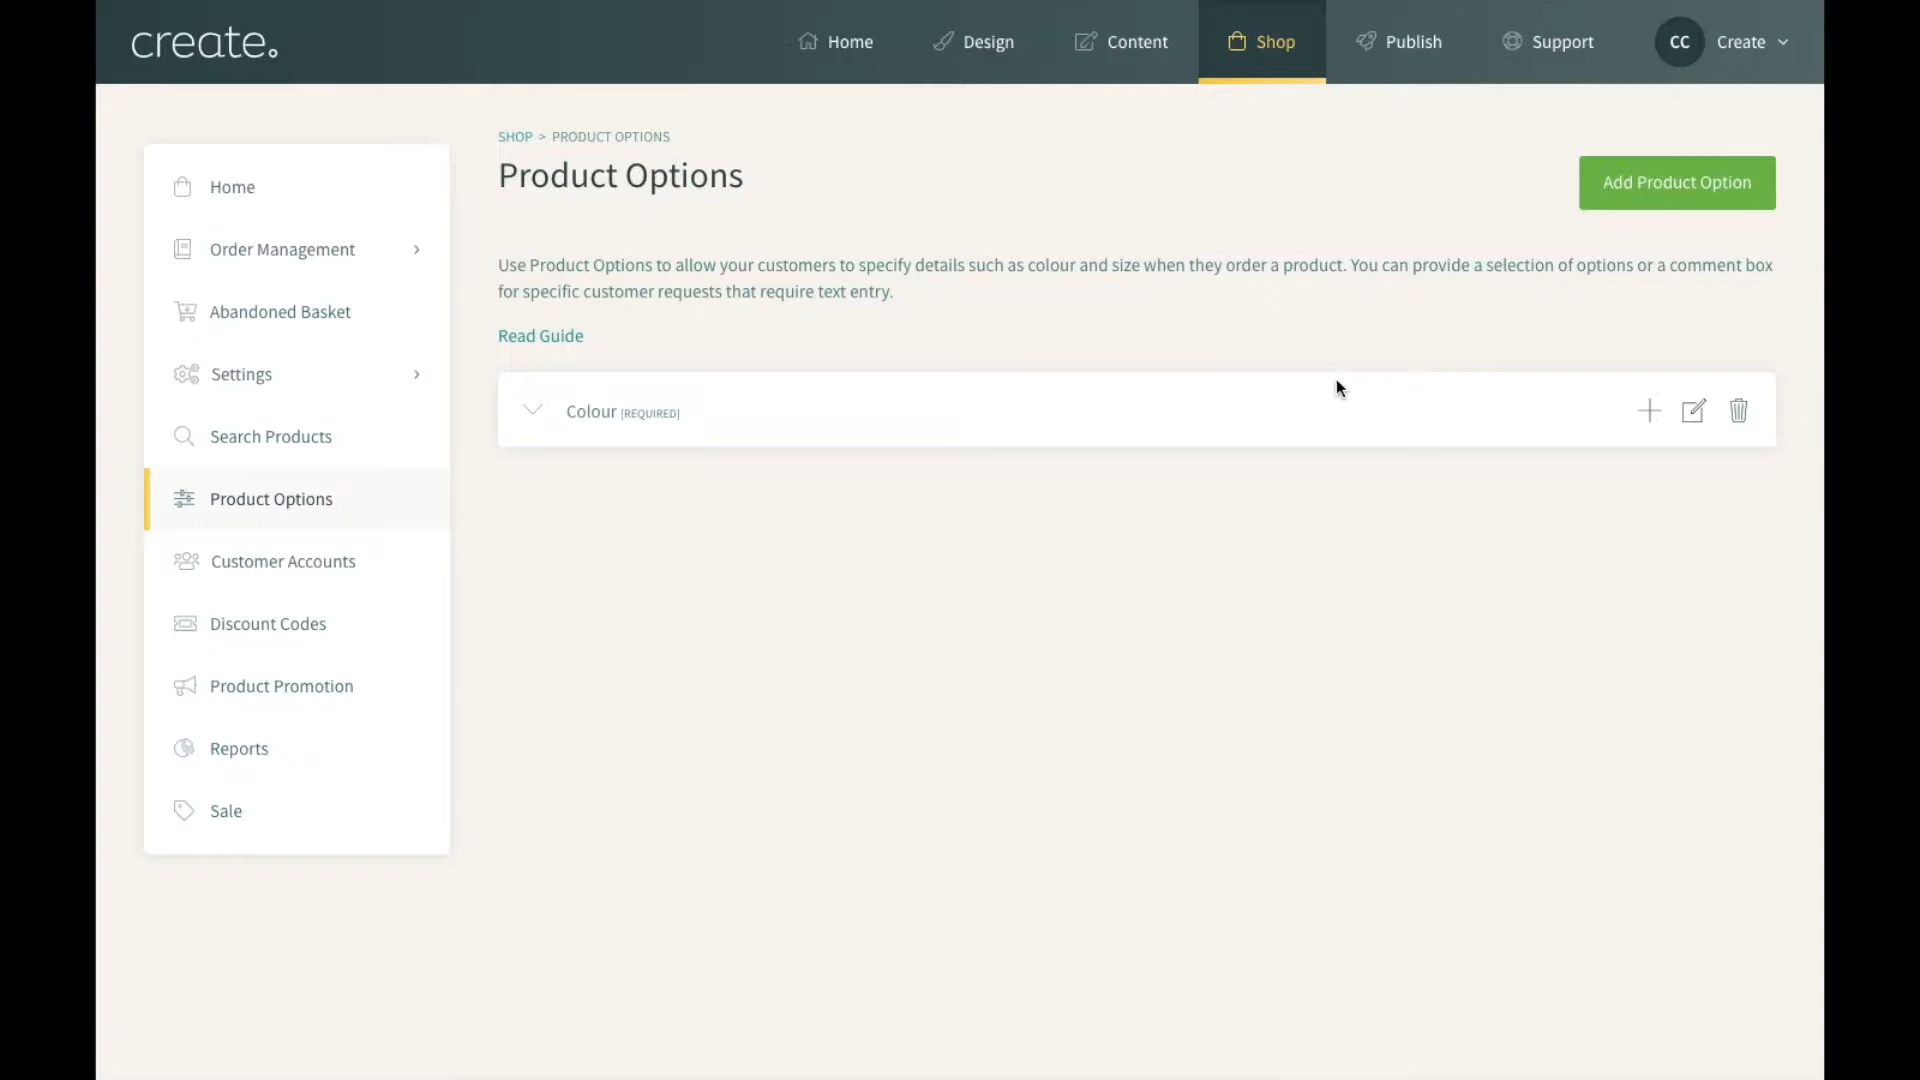 create.
Home
Design
Content
Shop
Publish
Support
CC
Create
Home
Order Management
Abandoned Basket
Settings
Search Products
Product Options
Customer Accounts
Discount Codes
Product Promotion
Reports
Sale
SHOP > PRODUCT OPTIONS
Product Options
Add Product Option
Use Product Options to allow your customers to specify details such as colour and size when they order a product. You can provide a selection of options or a comment box
for specific customer requests that require text entry.
Read Guide
Colour [REQUIRED]